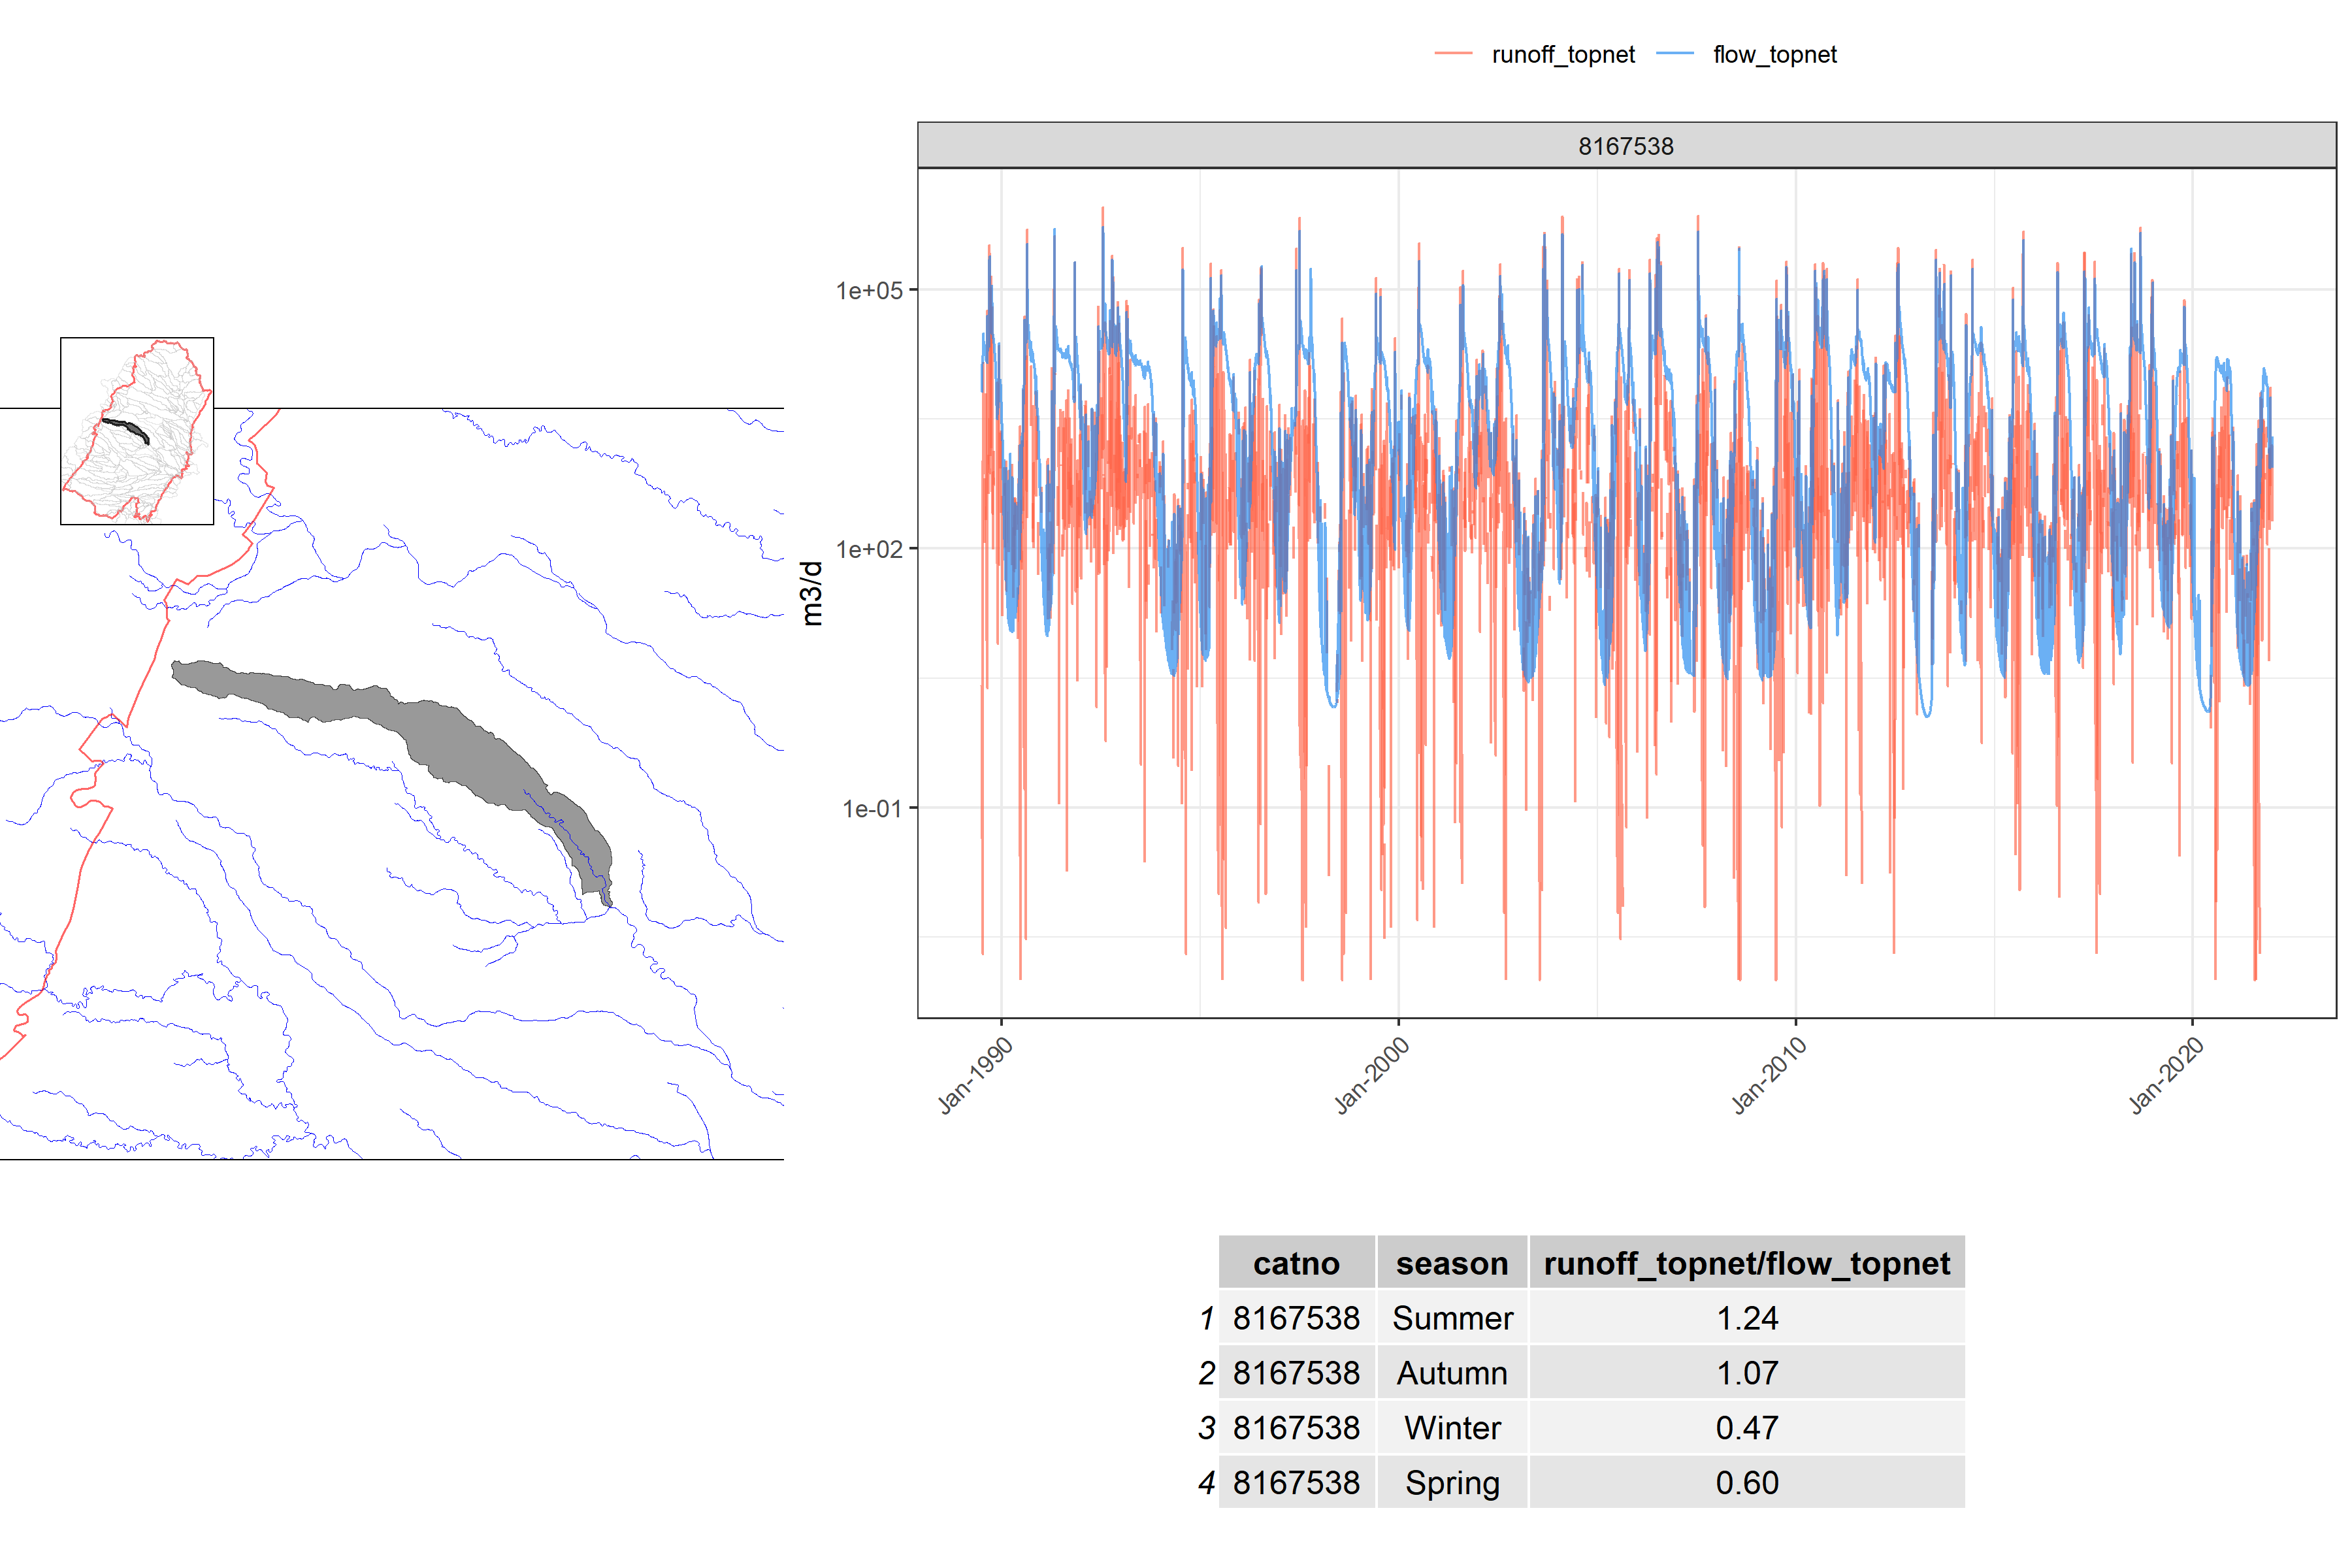 runoff_topnet flow_topnet
8167538
1e+05
1e+02
1e-01
m3/d
Jan-1990 Jan-2000 Jan-2010 Jan-2020
catno season runoff_topnet/flow_topnet
1 8167538 Summer 1.24
2 8167538 Autumn 1.07
3 8167538 Winter 0.47
4 8167538 Spring 0.60